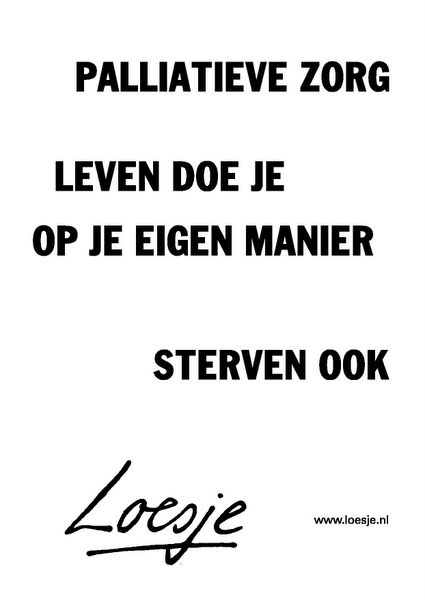 PALLIATIEVE ZORG
LEVEN DOE JE
OP JE EIGEN MANIER
STERVEN OOK
Loesje
www.loesje.nl